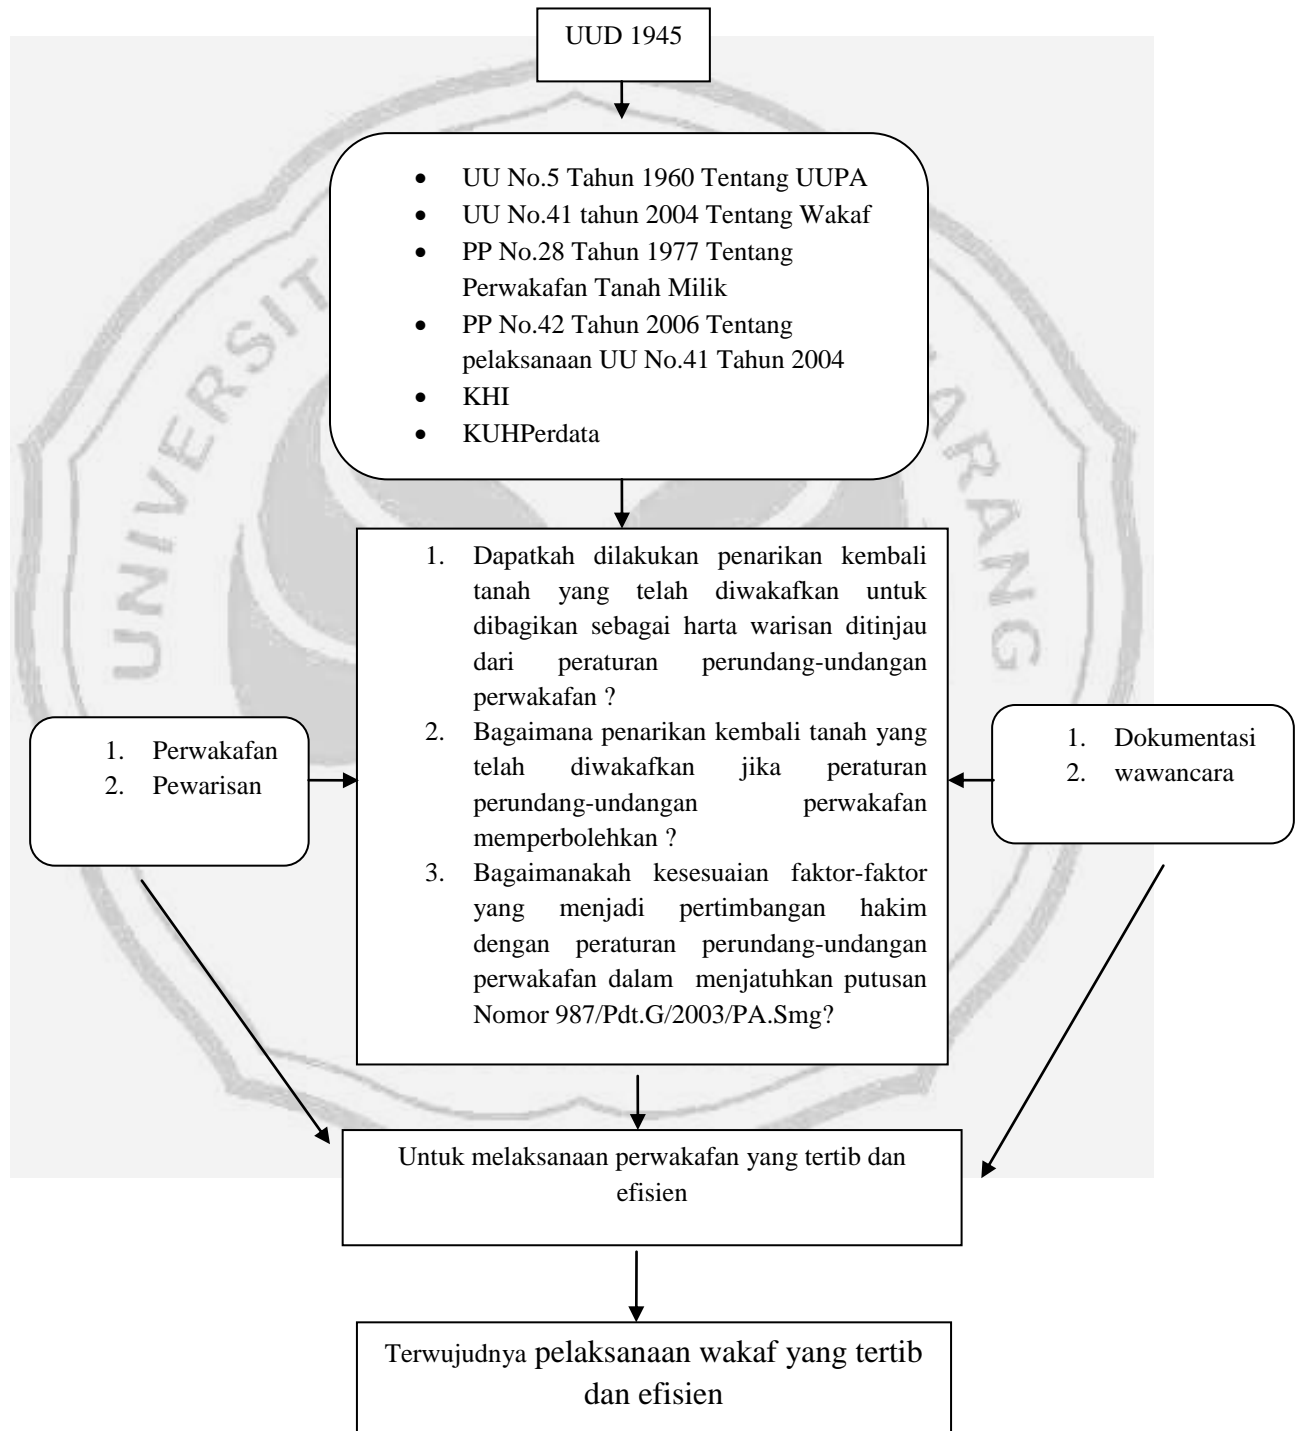 UUD 1945
• UU No.5 Tahun 1960 Tentang UUPA
• UU No.41 tahun 2004 Tentang Wakaf
• PP No.28 Tahun 1977 Tentang
Perwakafan Tanah Milik
• PP No.42 Tahun 2006 Tentang
pelaksanaan UU No.41 Tahun 2004
• KHI
• KUHPerdata
1. Dapatkah dilakukan penarikan kembali
tanah yang telah diwakafkan untuk
dibagikan sebagai harta warisan ditinjau
dari peraturan perundang-undangan
perwakafan ?
2. Bagaimana penarikan kembali tanah yang
telah diwakafkan jika peraturan
perundang-undangan perwakafan
memperbolehkan ?
3. Bagaimanakah kesesuaian faktor-faktor
yang menjadi pertimbangan hakim
dengan peraturan perundang-undangan
perwakafan dalam menjatuhkan putusan
Nomor 987/Pdt.G/2003/PA.Smg?
1. Perwakafan
2. Pewarisan
1. Dokumentasi
2. wawancara
Untuk melaksanaan perwakafan yang tertib dan
efisien
Terwujudnya pelaksanaan wakaf yang tertib
dan efisien
UNIVERSIT
ARANG